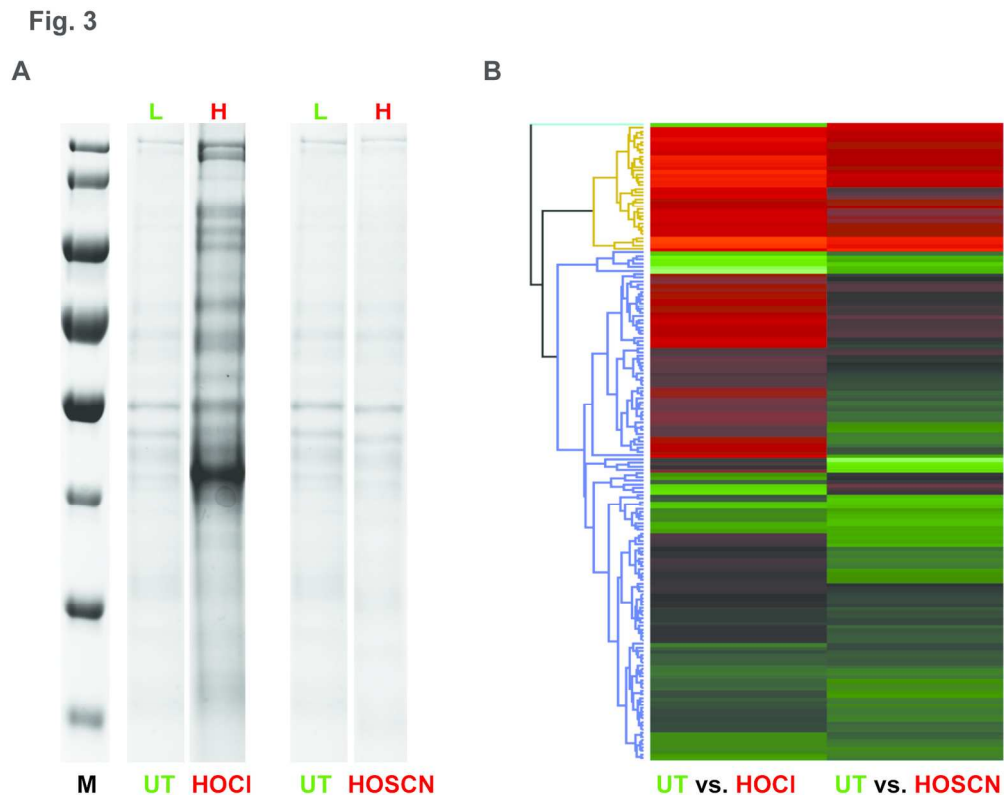 Fig. 3
A
B
L H L H
M UT HOCl UT HOSCN
UT vs. HOCl UT vs. HOSCN